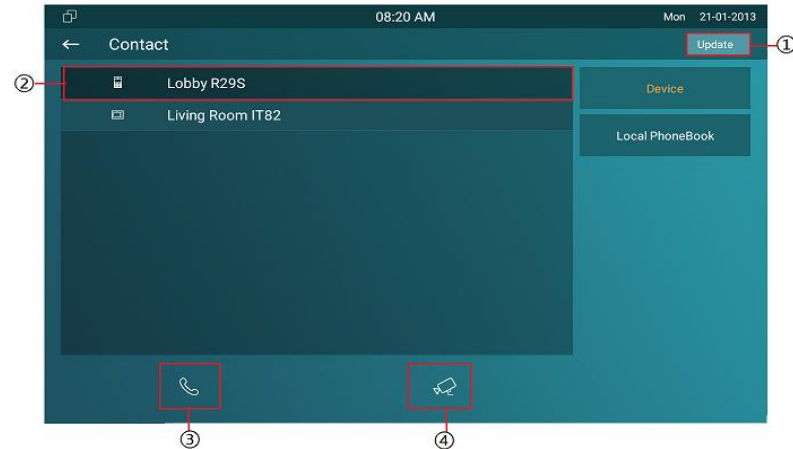 08:20 AM
Mon 21-01-2013
Contact
Update
①
②
Lobby R29S
Device
Living Room IT82
Local PhoneBook
③
④